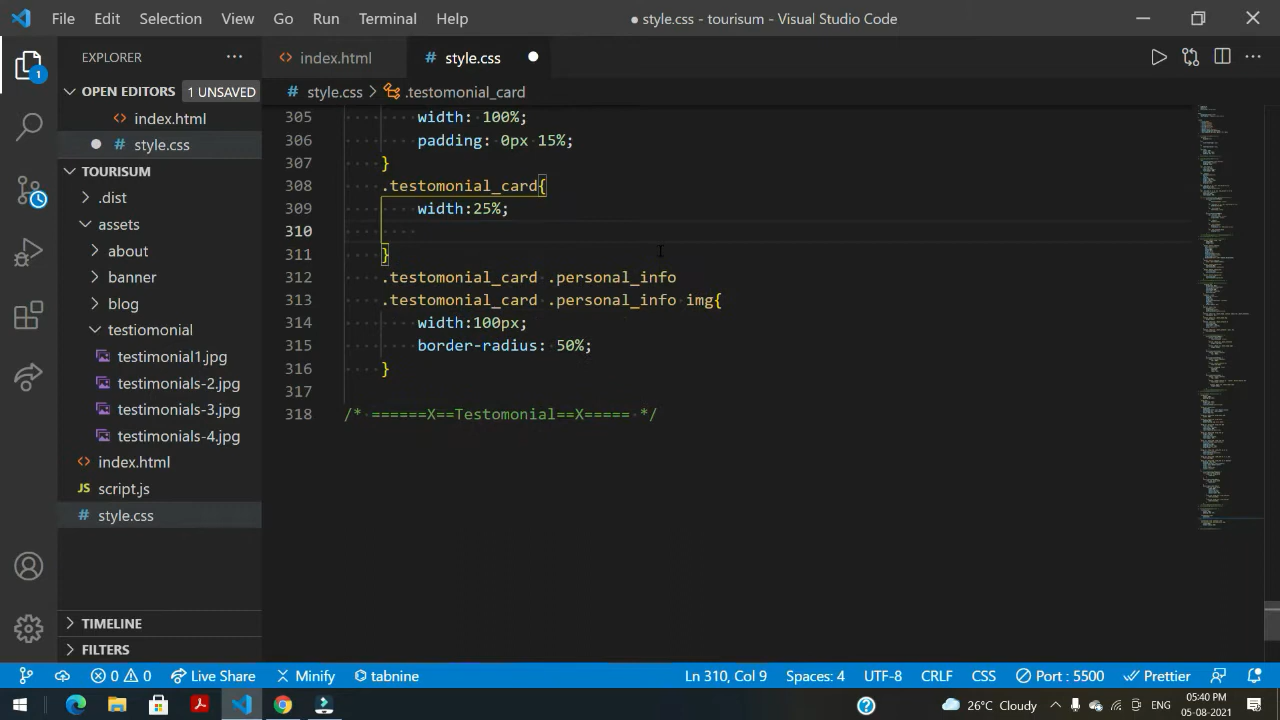 File Edit Selection View Go Run Terminal Help
● style.css - tourisum - Visual Studio Code
EXPLORER
OPEN EDITORS 1 UNSAVED
index.html
style.css
TOURISUM
.dist
assets
about
banner
blog
testiomonial
testimonial1.jpg
testimonials-2.jpg
testimonials-3.jpg
testimonials-4.jpg
index.html
JS script.js
# style.css
TIMELINE
FILTERS
1
<> index.html
# style.css
# style.css > .testomonial_card
305 width: 100%;
306 padding: 0px 15%;
307 }
308 .testomonial_card{
309 width:25%;
310
311 }
312 .testomonial_card .personal_info
313 .testomonial_card .personal_info img{
314 width:100px;
315 border-radius: 50%;
316 }
317
318 /* ======X==Testomonial==X===== */
0 0 Live Share Minify tabnine Ln 310, Col 9 Spaces: 4 UTF-8 CRLF CSS Port : 5500 Prettier
26°C Cloudy ENG 05:40 PM
05-08-2021